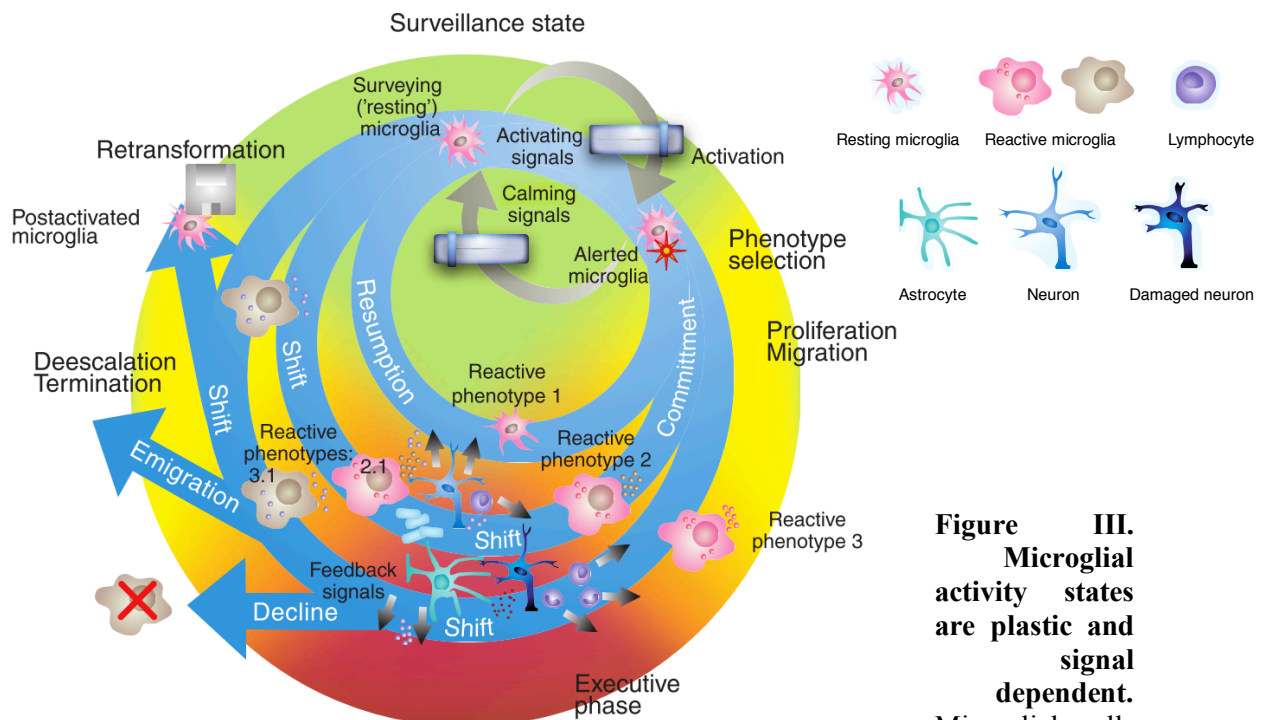 Surveillance state
Surveying
('resting')
microglia
Activating
signals
Activation
Retransformation
Postactivated
microglia
Calming
signals
Alerted
microglia
Phenotype
selection
Proliferation
Migration
Resumption
Shift
Shift
Committment
Deescalation
Termination
Reactive
phenotype 1
Reactive
phenotypes:
3.1
2.1
Reactive
phenotype 2
Emigration
Shift
Reactive
phenotype 3
Feedback
signals
Decline
Shift
Executive
phase
Resting microglia
Reactive microglia
Lymphocyte
Astrocyte
Neuron
Damaged neuron
Figure III.
Microglial
activity states
are plastic and
signal
dependent.